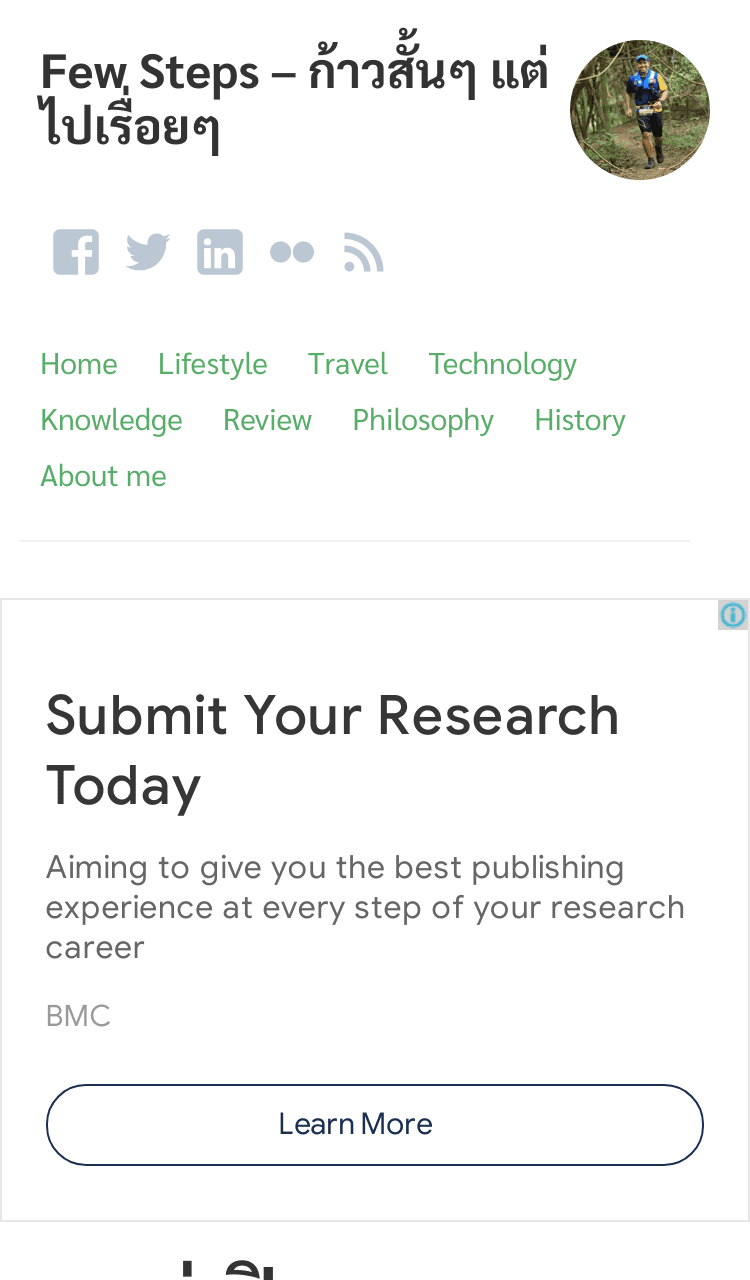 Few Steps – ก้าวสั้นๆ แต่
ไปเรื่อยๆ
Home Lifestyle Travel Technology
Knowledge Review Philosophy History
About me
Submit Your Research
Today
Aiming to give you the best publishing
experience at every step of your research
career
BMC
Learn More